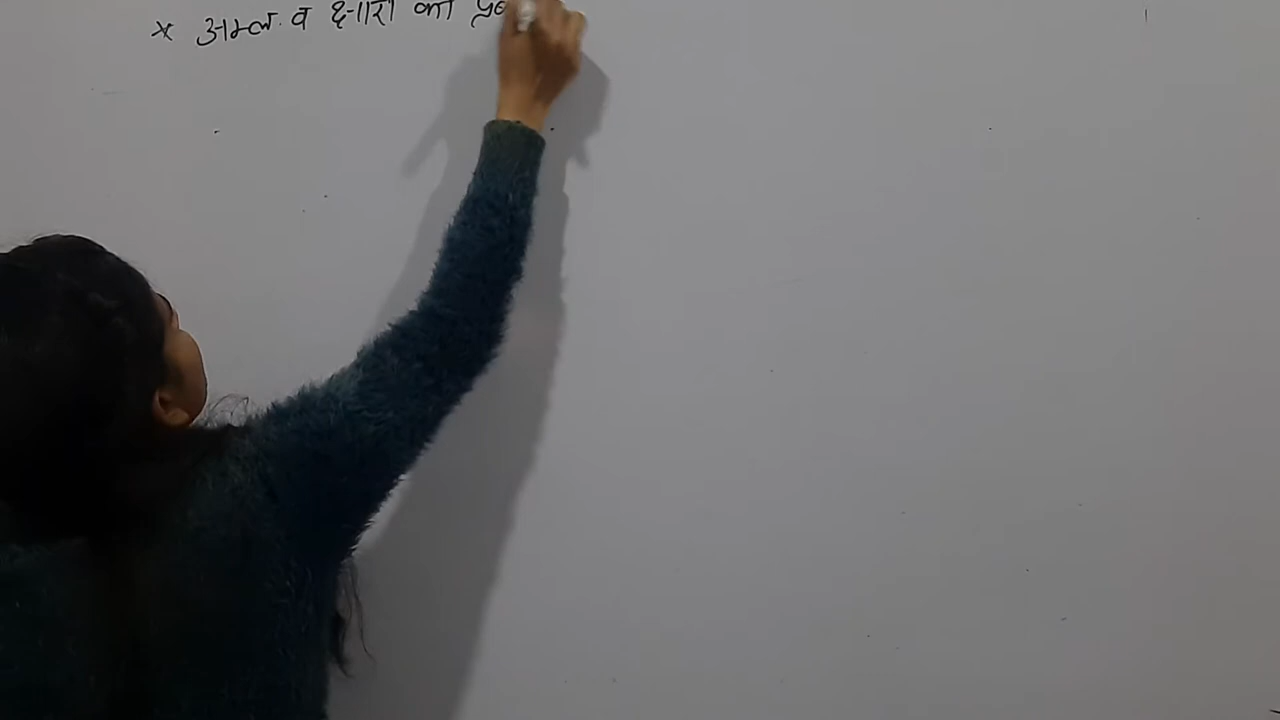 * अम्ल व क्षारों की